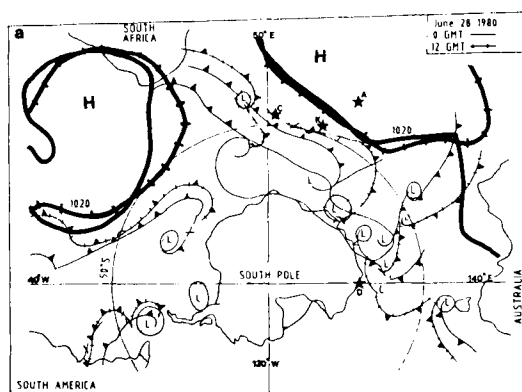 a
SOUTH AFRICA
50°E
June 28 1980
0 GMT
12 GMT
H
H
A
L
C
K
1020
1020
L
L
L
L
L
L
50°S
40°W
SOUTH POLE
140°E
L
D
L
L
L
L
130°W
AUSTRALIA
SOUTH AMERICA